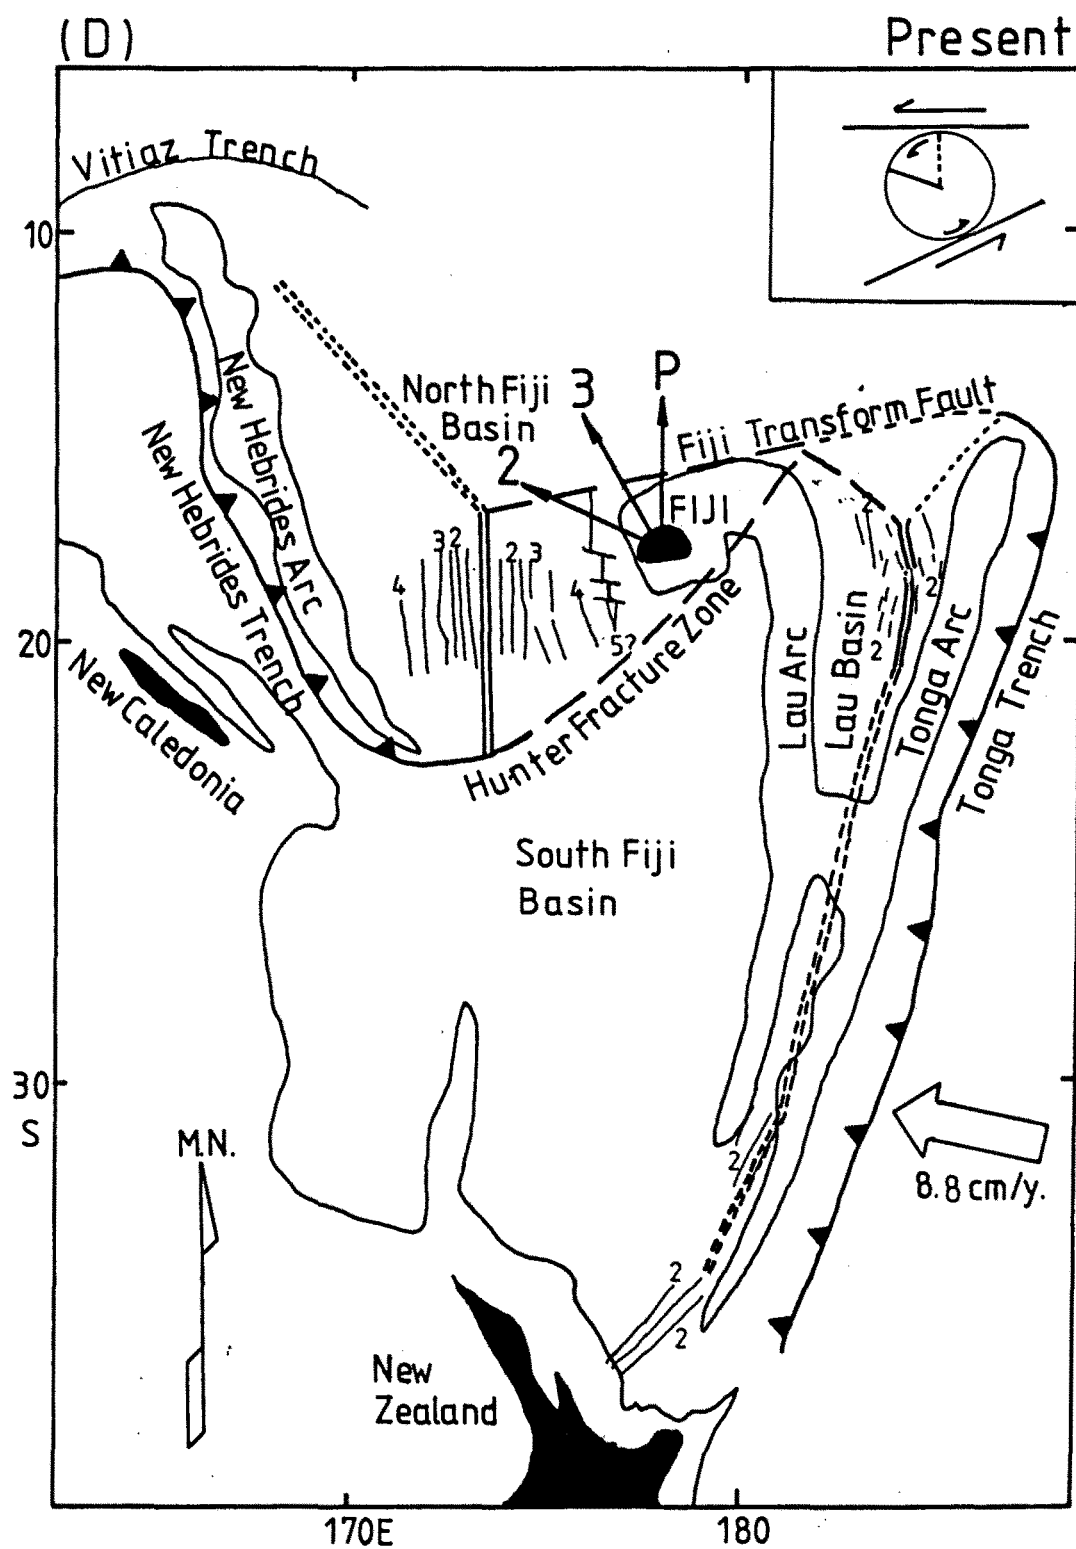 (D)
Present
Vitiaz Trench
10
New Hebrides Arc
New Hebrides Trench
North Fiji
Basin
3
P
2
Fiji Transform Fault
FIJI
2
3 2
2 3
4
4
2
2
5?
20
New Caledonia
Hunter Fracture Zone
Lau Arc
Lau Basin
Tonga Arc
Tonga Trench
South Fiji
Basin
30
S
M.N.
2
8.8 cm/y.
2
2
New
Zealand
170E
180